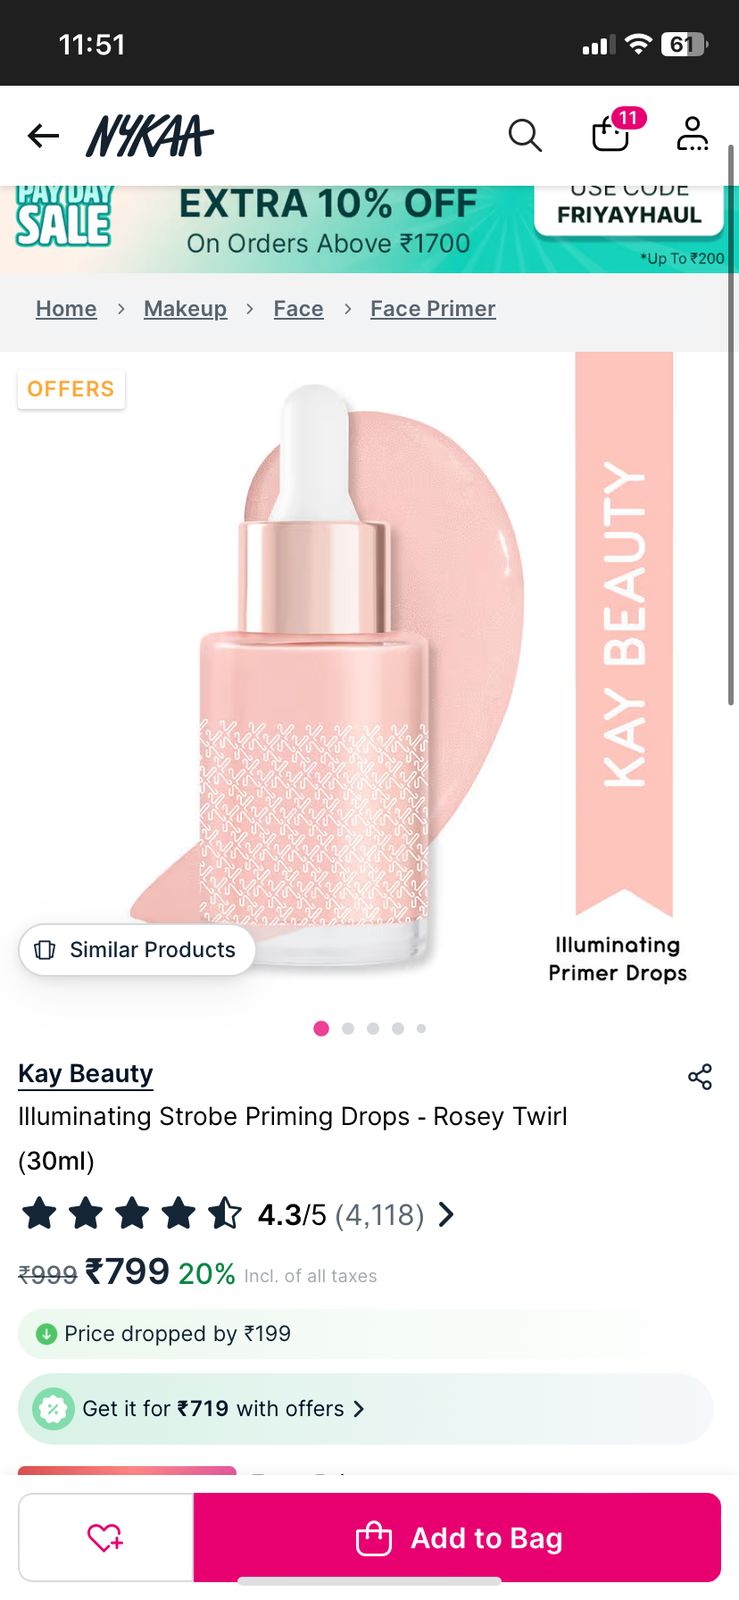 11:51
61
NYKAA
11
PAYDAY
SALE
EXTRA 10% OFF
On Orders Above ₹1700
USE CODE
FRIYAYHAUL
*Up To ₹200
Home > Makeup > Face > Face Primer
OFFERS
KAY BEAUTY
Illuminating
Primer Drops
Similar Products
Kay Beauty
Illuminating Strobe Priming Drops - Rosey Twirl
(30ml)
4.3/5 (4,118)
₹999 ₹799 20% Incl. of all taxes
Price dropped by ₹199
Get it for ₹719 with offers
Add to Bag